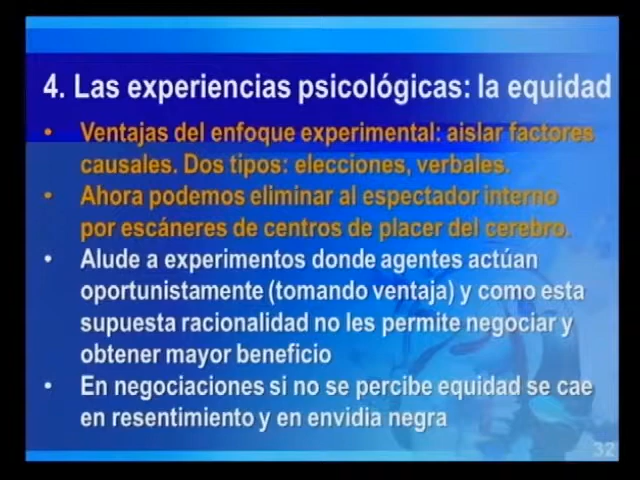 4. Las experiencias psicológicas: la equidad
• Ventajas del enfoque experimental: aislar factores
causales. Dos tipos: elecciones, verbales.
• Ahora podemos eliminar al espectador interno
por escáneres de centros de placer del cerebro.
• Alude a experimentos donde agentes actúan
oportunistamente (tomando ventaja) y como esta
supuesta racionalidad no les permite negociar y
obtener mayor beneficio
• En negociaciones si no se percibe equidad se cae
en resentimiento y en envidia negra
32